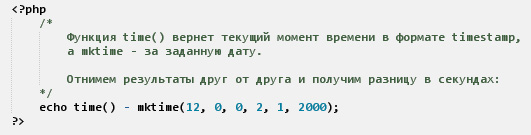 <?php
/*
Функция time() вернет текущий момент времени в формате timestamp,
а mktime - за заданную дату.
Отнимем результаты друг от друга и получим разницу в секундах:
*/
echo time() - mktime(12, 0, 0, 2, 1, 2000);
?>